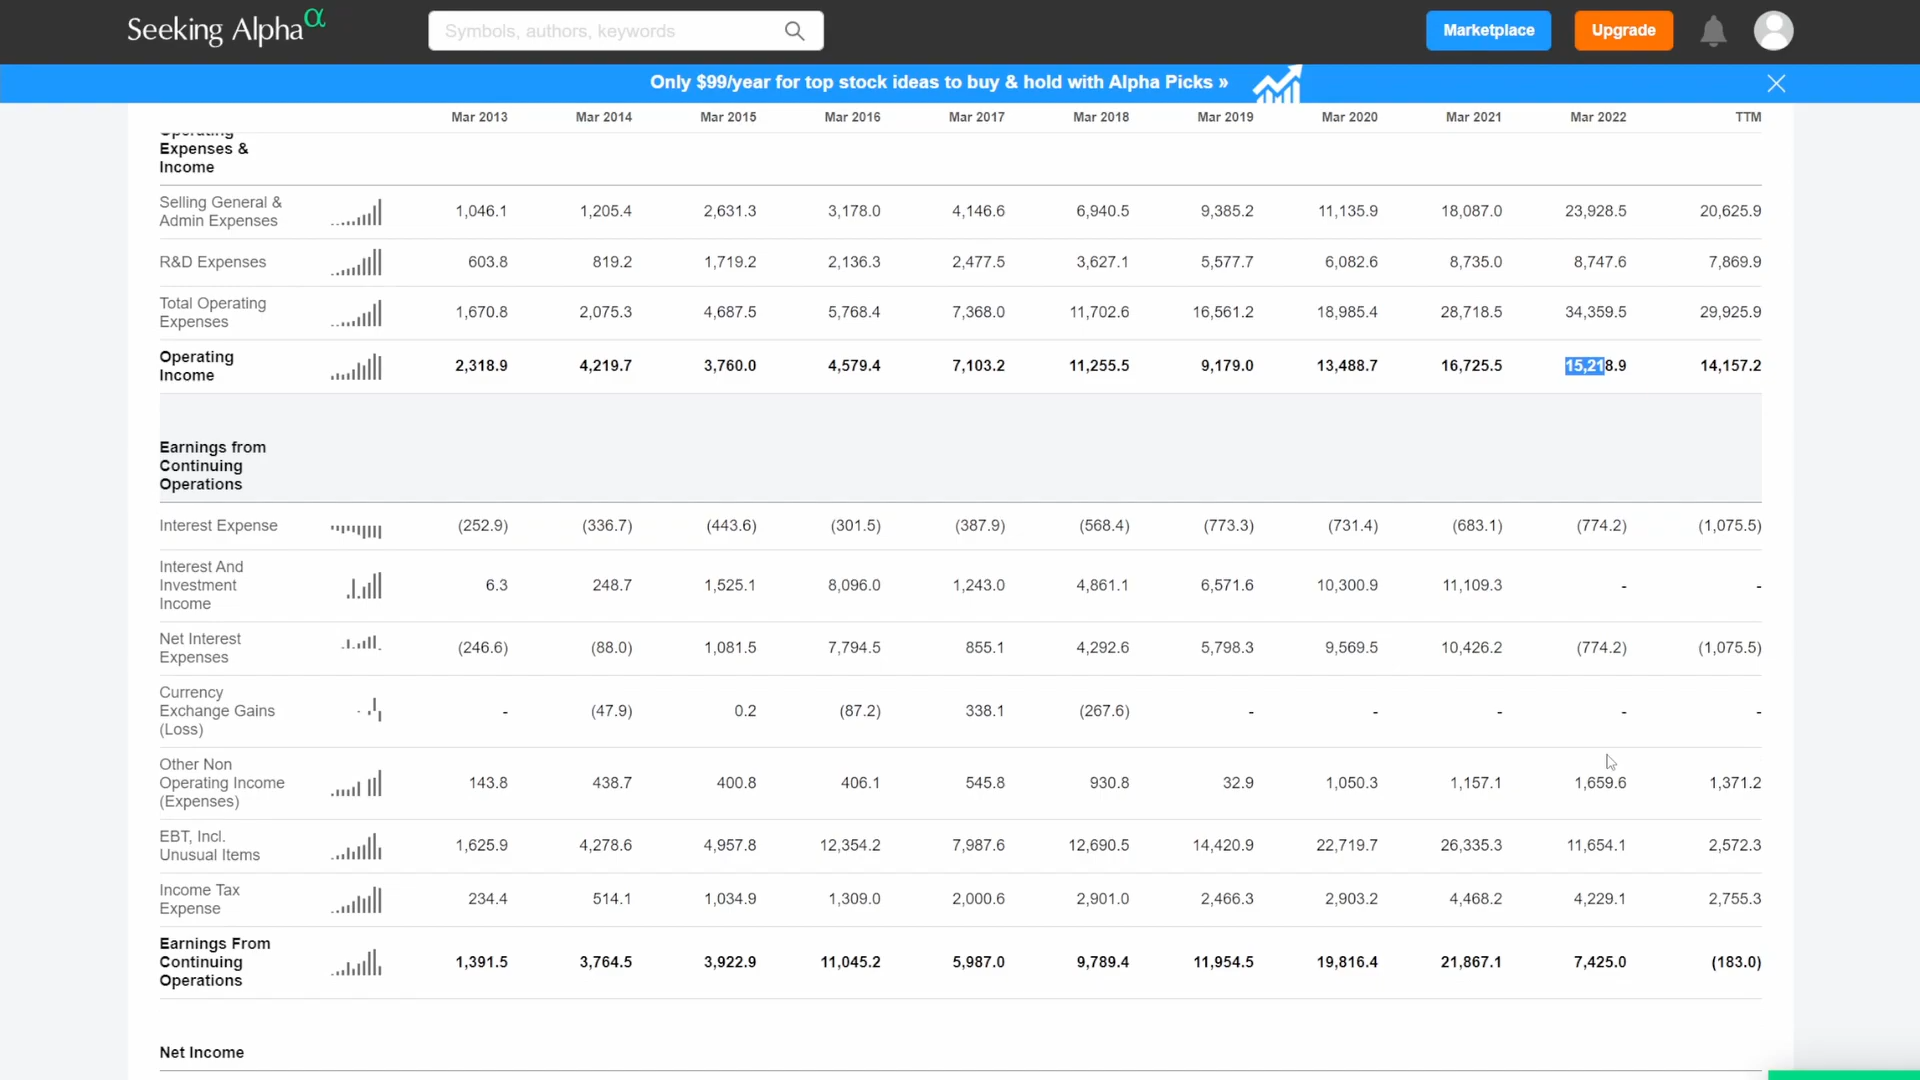 Seeking Alpha α
Symbols, authors, keywords
Marketplace
Upgrade
Only $99/year for top stock ideas to buy & hold with Alpha Picks »
Mar 2013 Mar 2014 Mar 2015 Mar 2016 Mar 2017 Mar 2018 Mar 2019 Mar 2020 Mar 2021 Mar 2022 TTM
Operating
Expenses &
Income
Selling General &
Admin Expenses
1,046.1 1,205.4 2,631.3 3,178.0 4,146.6 6,940.5 9,385.2 11,135.9 18,087.0 23,928.5 20,625.9
R&D Expenses 603.8 819.2 1,719.2 2,136.3 2,477.5 3,627.1 5,577.7 6,082.6 8,735.0 8,747.6 7,869.9
Total Operating
Expenses
1,670.8 2,075.3 4,687.5 5,768.4 7,368.0 11,702.6 16,561.2 18,985.4 28,718.5 34,359.5 29,925.9
Operating
Income
2,318.9 4,219.7 3,760.0 4,579.4 7,103.2 11,255.5 9,179.0 13,488.7 16,725.5 15,218.9 14,157.2
Earnings from
Continuing
Operations
Interest Expense (252.9) (336.7) (443.6) (301.5) (387.9) (568.4) (773.3) (731.4) (683.1) (774.2) (1,075.5)
Interest And
Investment
Income
6.3 248.7 1,525.1 8,096.0 1,243.0 4,861.1 6,571.6 10,300.9 11,109.3 - -
Net Interest
Expenses
(246.6) (88.0) 1,081.5 7,794.5 855.1 4,292.6 5,798.3 9,569.5 10,426.2 (774.2) (1,075.5)
Currency
Exchange Gains
(Loss)
- (47.9) 0.2 (87.2) 338.1 (267.6) - - - - -
Other Non
Operating Income
(Expenses)
143.8 438.7 400.8 406.1 545.8 930.8 32.9 1,050.3 1,157.1 1,659.6 1,371.2
EBT, Incl.
Unusual Items
1,625.9 4,278.6 4,957.8 12,354.2 7,987.6 12,690.5 14,420.9 22,719.7 26,335.3 11,654.1 2,572.3
Income Tax
Expense
234.4 514.1 1,034.9 1,309.0 2,000.6 2,901.0 2,466.3 2,903.2 4,468.2 4,229.1 2,755.3
Earnings From
Continuing
Operations
1,391.5 3,764.5 3,922.9 11,045.2 5,987.0 9,789.4 11,954.5 19,816.4 21,867.1 7,425.0 (183.0)
Net Income